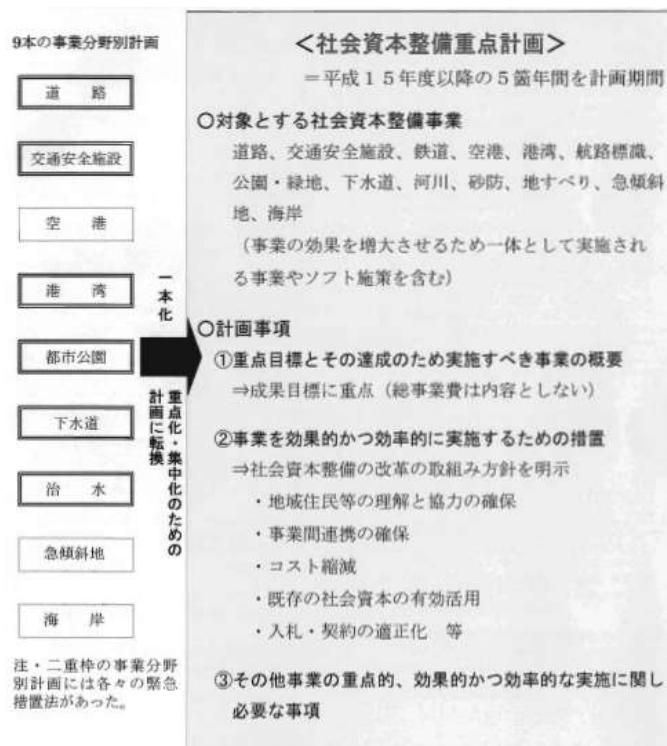 9本の事業分野別計画
道　路
交通安全施設
空　港
港　湾
都市公園
下水道
治　水
急傾斜地
海　岸
注・二重枠の事業分野
別計画には各々の緊急
措置法があった。
一本化
重点化・集中化のための
計画に転換
＜社会資本整備重点計画＞
＝平成１５年度以降の５箇年間を計画期間
○対象とする社会資本整備事業
道路、交通安全施設、鉄道、空港、港湾、航路標識、
公園・緑地、下水道、河川、砂防、地すべり、急傾斜
地、海岸
（事業の効果を増大させるため一体として実施され
る事業やソフト施策を含む）
○計画事項
①重点目標とその達成のため実施すべき事業の概要
⇒成果目標に重点（総事業費は内容としない）
②事業を効果的かつ効率的に実施するための措置
⇒社会資本整備の改革の取組み方針を明示
・地域住民等の理解と協力の確保
・事業間連携の確保
・コスト縮減
・既存の社会資本の有効活用
・入札・契約の適正化　等
③その他事業の重点的、効果的かつ効率的な実施に関し
必要な事項